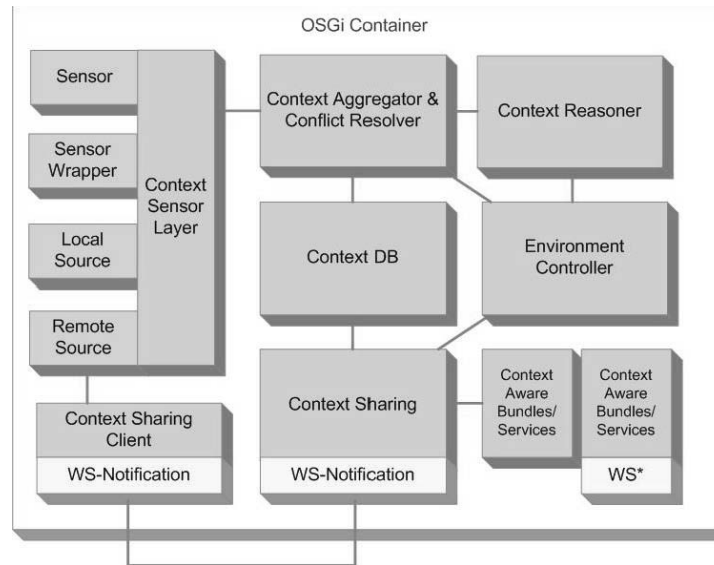 OSGi Container
Sensor
Sensor
Wrapper
Local
Source
Remote
Source
Context
Sensor
Layer
Context Aggregator &
Conflict Resolver
Context Reasoner
Context DB
Environment
Controller
Context Sharing
Client
WS-Notification
Context Sharing
WS-Notification
Context
Aware
Bundles/
Services
Context
Aware
Bundles/
Services
WS*